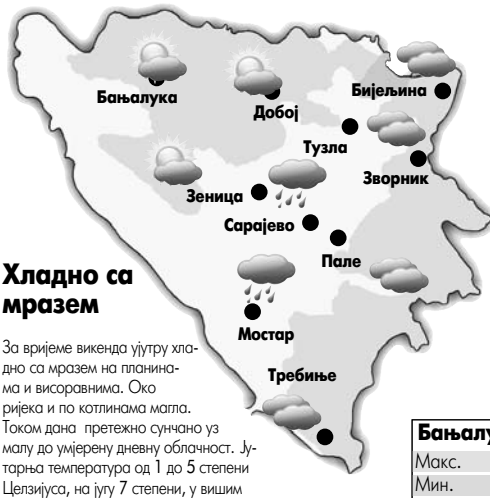 Бањалука
Добој
Бијељина
Тузла
Зворник
Зеница
Сарајево
Пале
Мостар
Требиње
Хладно са
мразем
За вријеме викенда ујутру хла-
дно са мразем на планина-
ма и висоравнима. Око
ријека и по котлинама магла.
Током дана претежно сунчано уз
малу до умјерену дневну облачност. Ју-
тарња температура од 1 до 5 степени
Целзијуса, на југу 7 степени, у вишим
Макс.
Мин.